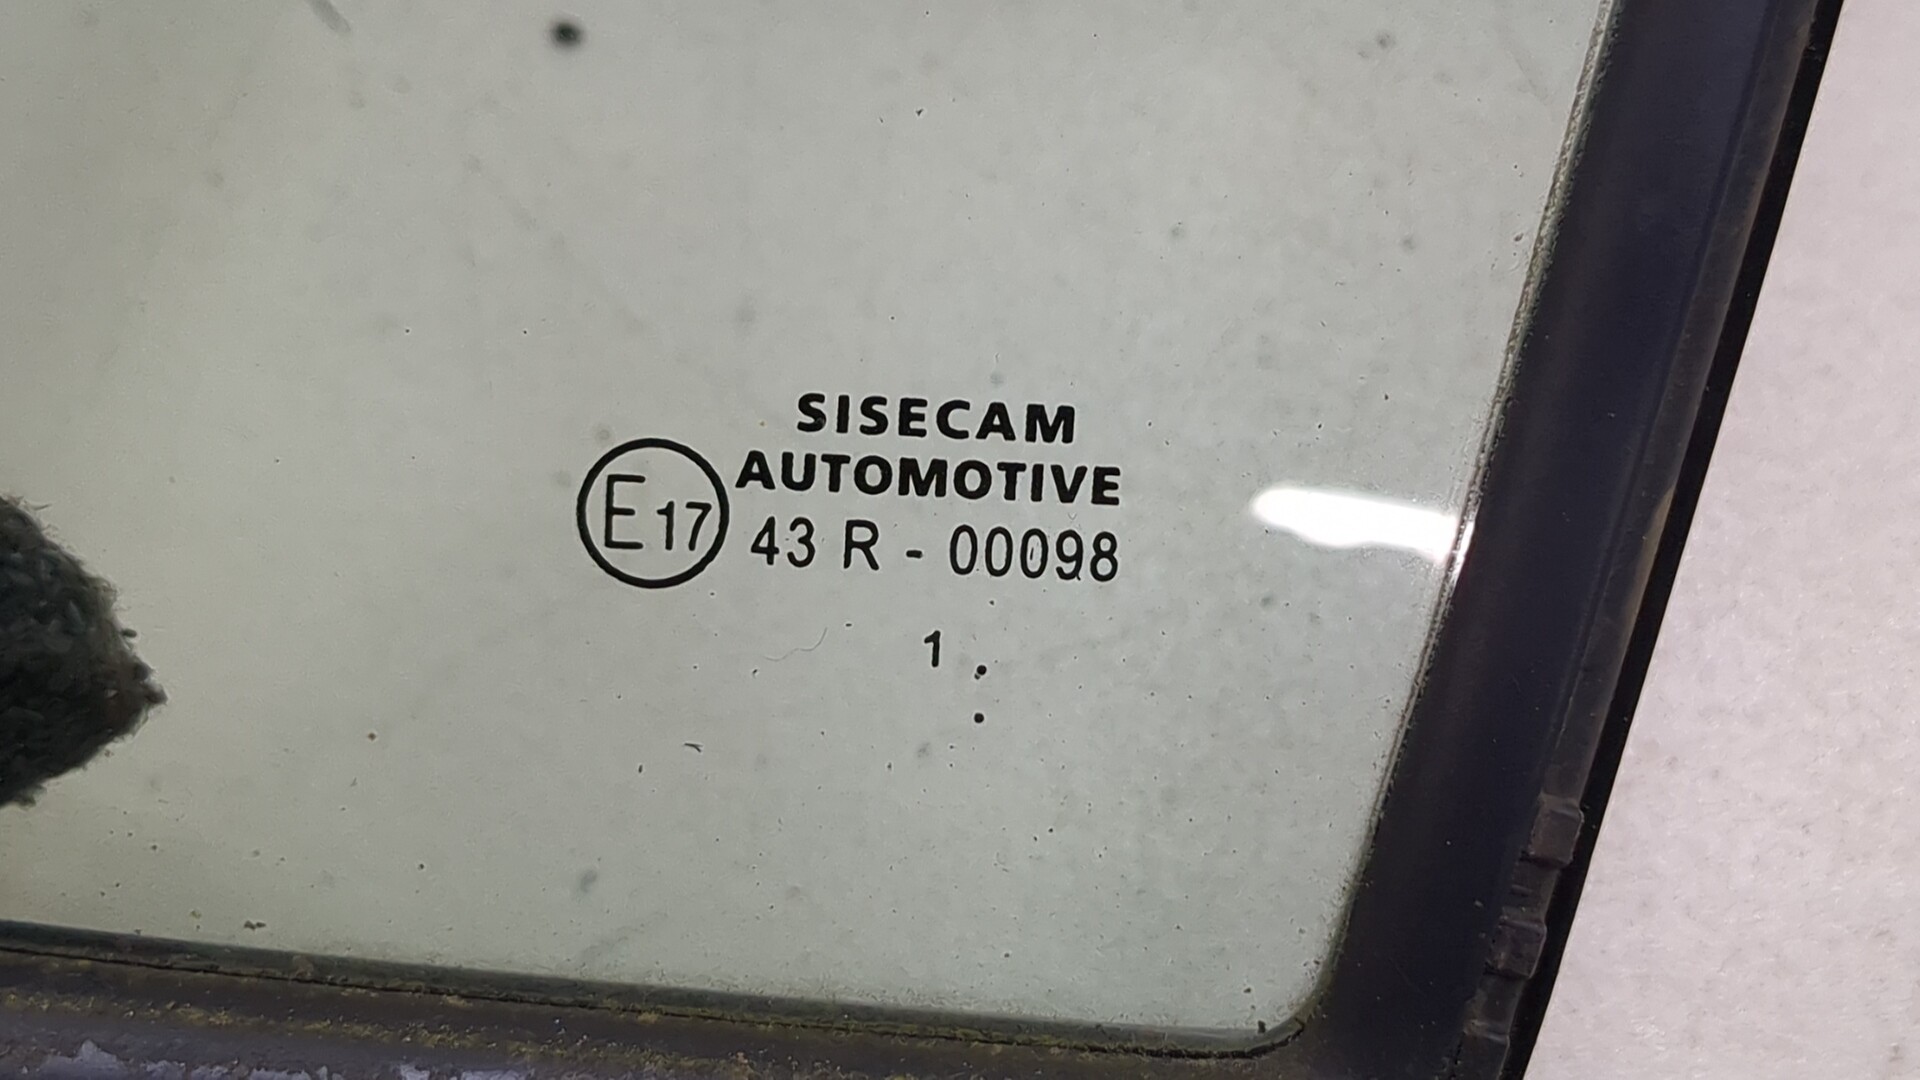 SISECAM
AUTOMOTIVE
E17 43 R - 00098
1 . .